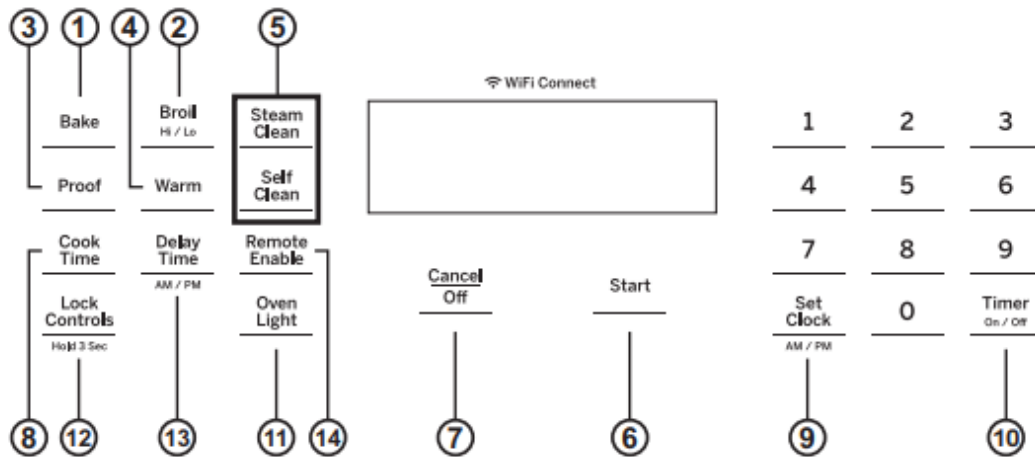 3 1 4 2 5
WiFi Connect
Bake
Broil
Hi / Lo
Steam
Clean
1 2 3
Proof
Warm
Self
Clean
4 5 6
Cook
Time
Delay
Time
AM / PM
Remote
Enable
7 8 9
Cancel
Off
Start
Lock
Controls
Hold 3 Sec
Oven
Light
Set
Clock
AM / PM
0
Timer
On / Off
8 12 13 11 14 7 6 9 10